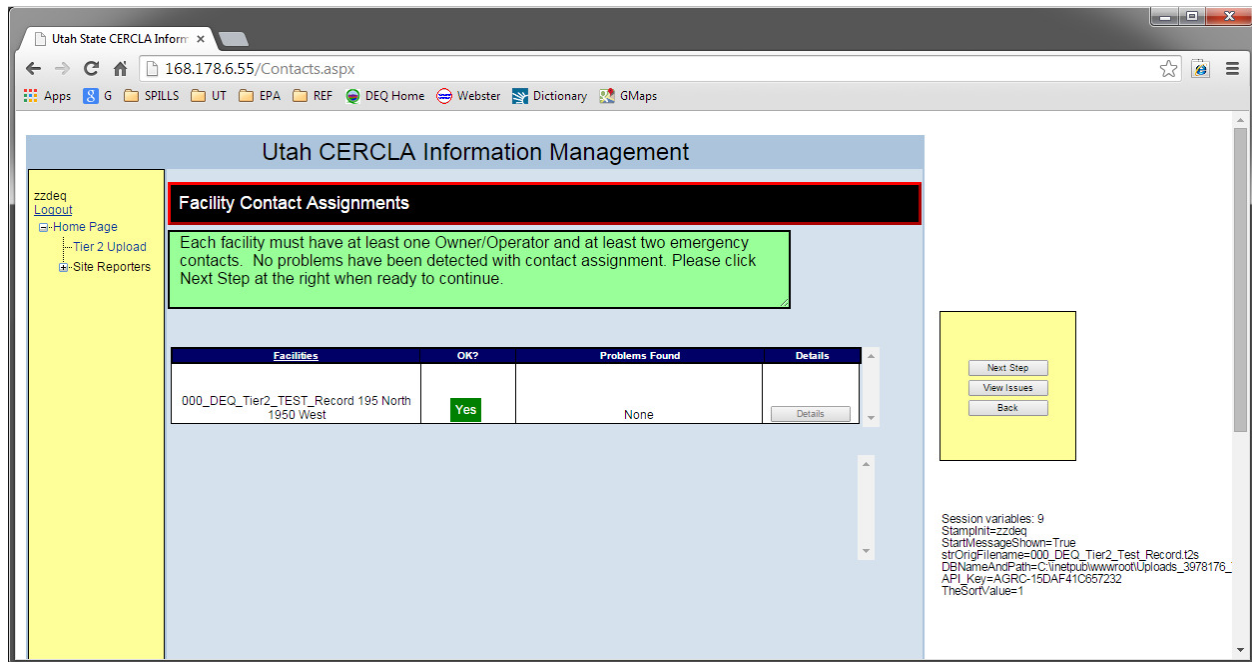 Utah State CERCLA Inform
168.178.6.55/Contacts.aspx
Apps G SPILLS UT EPA REF DEQ Home Webster Dictionary GMaps
Utah CERCLA Information Management
zzdeq
Logout
Home Page
Tier 2 Upload
Site Reporters
Facility Contact Assignments
Each facility must have at least one Owner/Operator and at least two emergency
contacts. No problems have been detected with contact assignment. Please click
Next Step at the right when ready to continue.
Facilities OK? Problems Found Details
000_DEQ_Tier2_TEST_Record 195 North
1950 West
Yes None Details
Next Step
View Issues
Back
Session variables: 9
StampInit=zzdeq
StartMessageShown=True
strOrigFilename=000_DEQ_Tier2_Test_Record.t2s
DBNameAndPath=C:\inetpub\wwwroot\Uploads_3978176_
API_Key=AGRC-15DAF41C657232
TheSortValue=1